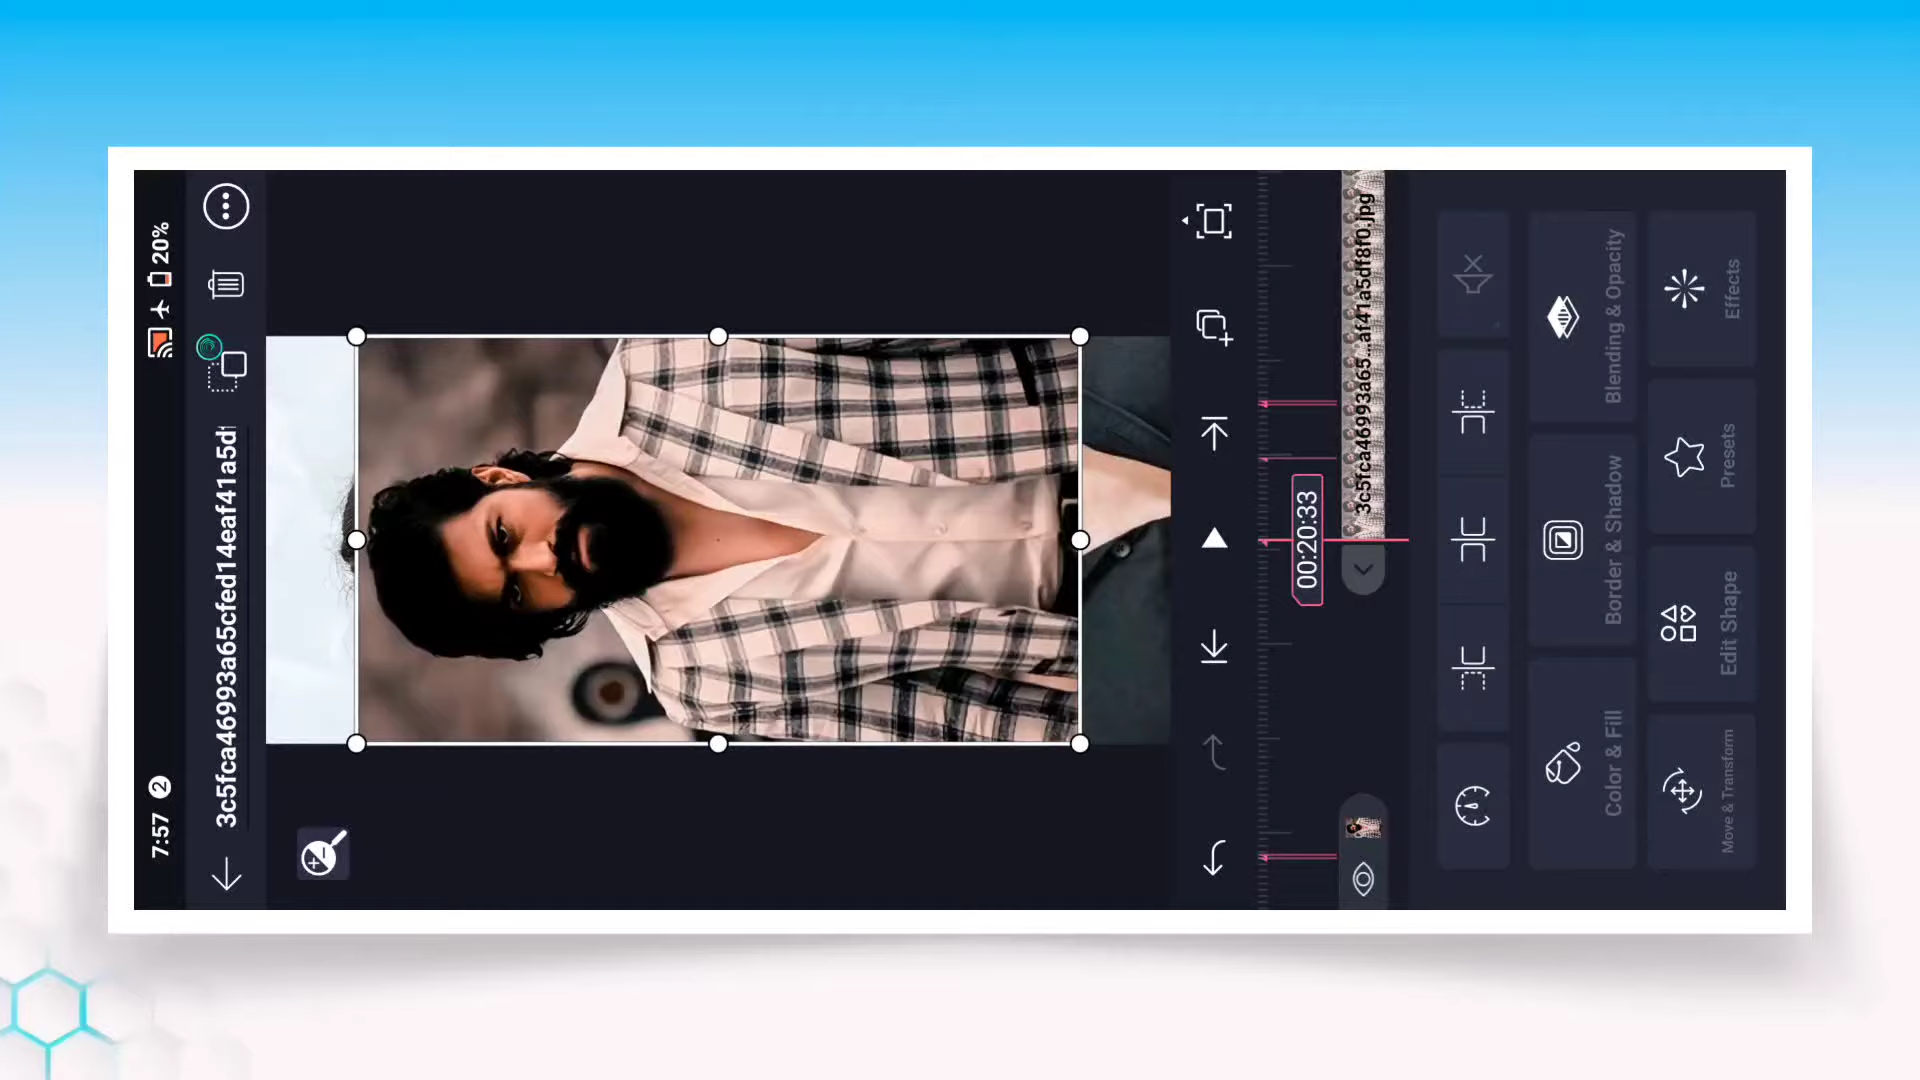 7:57 2 20%
3c5fca46993a65cfed14eaf41a5d
00:20:33
3c5fca46993a65...af41a5df8f0.jpg
Color & Fill
Border & Shadow
Blending & Opacity
Move & Transform
Edit Shape
Presets
Effects